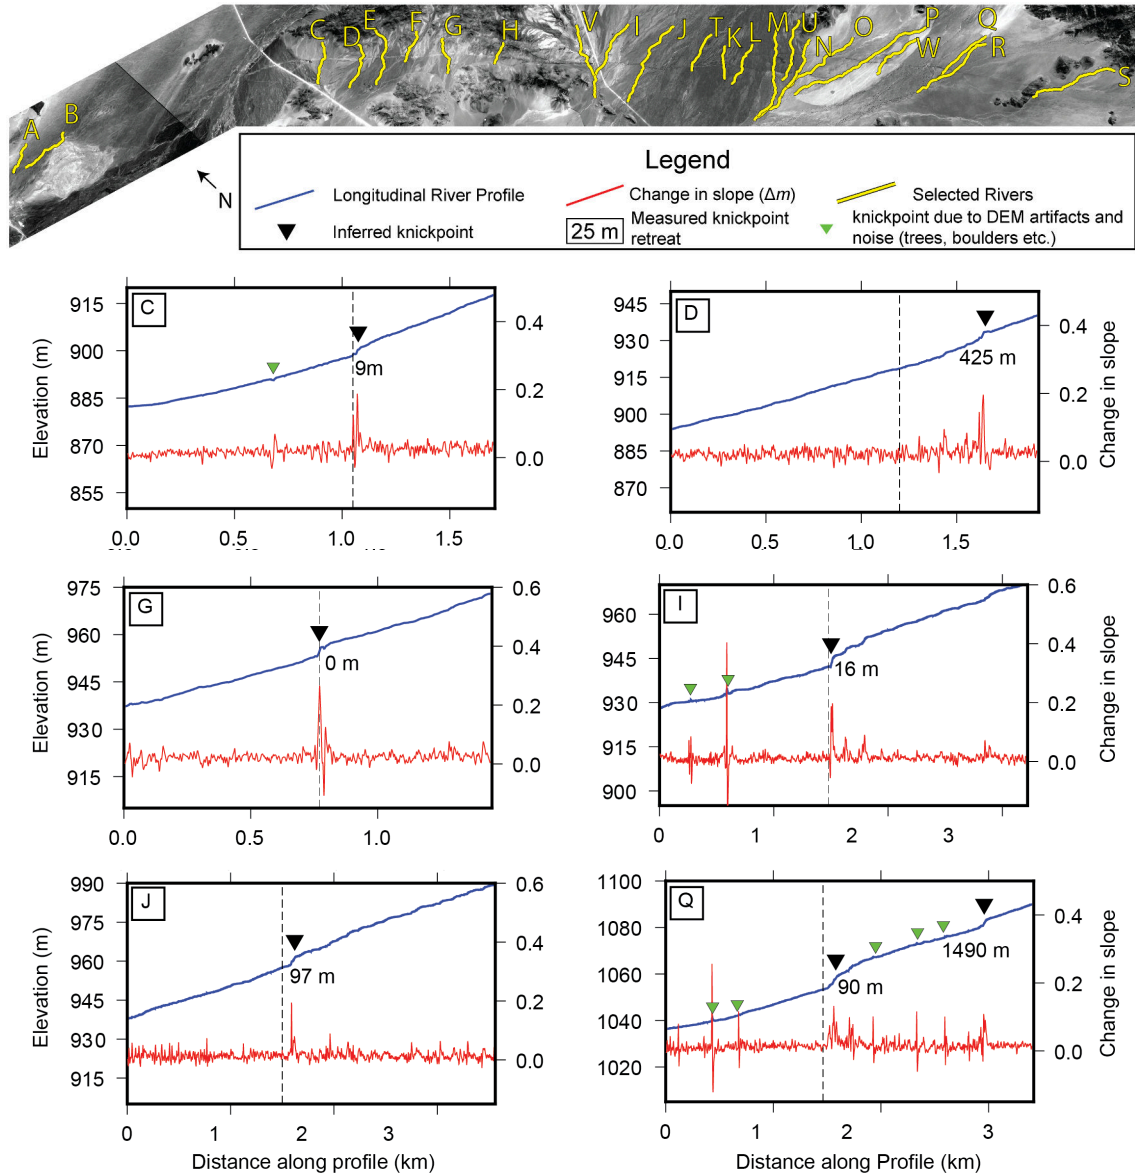 C D E F G H V I J T K L M U N O P W Q R S
A B
N
Legend
Longitudinal River Profile
Change in slope (Δm)
Selected Rivers
Inferred knickpoint
25 m
Measured knickpoint
retreat
knickpoint due to DEM artifacts and
noise (trees, boulders etc.)
C
915
900
885
870
855
Elevation (m)
0.4
0.2
0.0
9m
0.0 0.5 1.0 1.5
D
945
930
915
900
885
870
0.4
0.2
0.0
Change in slope
425 m
0.0 0.5 1.0 1.5
G
975
960
945
930
915
Elevation (m)
0.6
0.4
0.2
0.0
0 m
0.0 0.5 1.0
I
960
945
930
915
900
0.6
0.4
0.2
0.0
Change in slope
16 m
0 1 2 3
J
990
975
960
945
930
915
Elevation (m)
0.6
0.4
0.2
0.0
97 m
0 1 2 3
Distance along profile (km)
Q
1100
1080
1060
1040
1020
0.4
0.2
0.0
Change in slope
90 m
1490 m
0 1 2 3
Distance along Profile (km)